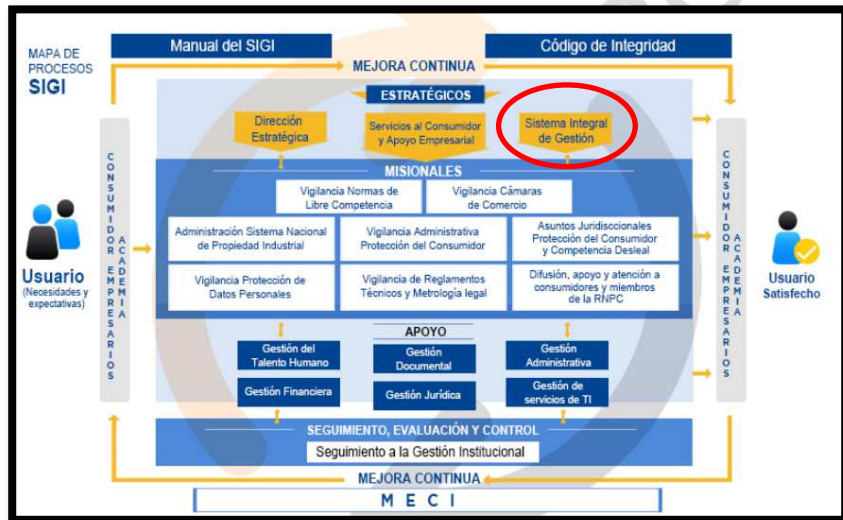 MAPA DE
PROCESOS
SIGI
Manual del SIGI
Código de Integridad
MEJORA CONTINUA
ESTRATÉGICOS
Dirección
Estratégica
Servicios al Consumidor
y Apoyo Empresarial
Sistema Integral
de Gestión
MISIONALES
Vigilancia Normas de
Libre Competencia
Vigilancia Cámaras
de Comercio
Administración Sistema Nacional
de Propiedad Industrial
Vigilancia Administrativa
Protección del Consumidor
Asuntos Jurisdiccionales
Protección del Consumidor
y Competencia Desleal
Vigilancia Protección de
Datos Personales
Vigilancia de Reglamentos
Técnicos y Metrología legal
Difusión, apoyo y atención a
consumidores y miembros
de la RNPC
CONSUMIDOR EMPRESARIOS
ACADEMIA
Usuario
(Necesidades y
expectativas)
CONSUMIDOR EMPRESARIOS
ACADEMIA
Usuario
Satisfecho
APOYO
Gestión del
Talento Humano
Gestión
Documental
Gestión
Administrativa
Gestión Financiera
Gestión Jurídica
Gestión de
servicios de TI
SEGUIMIENTO, EVALUACIÓN Y CONTROL
Seguimiento a la Gestión Institucional
MEJORA CONTINUA
M E C I